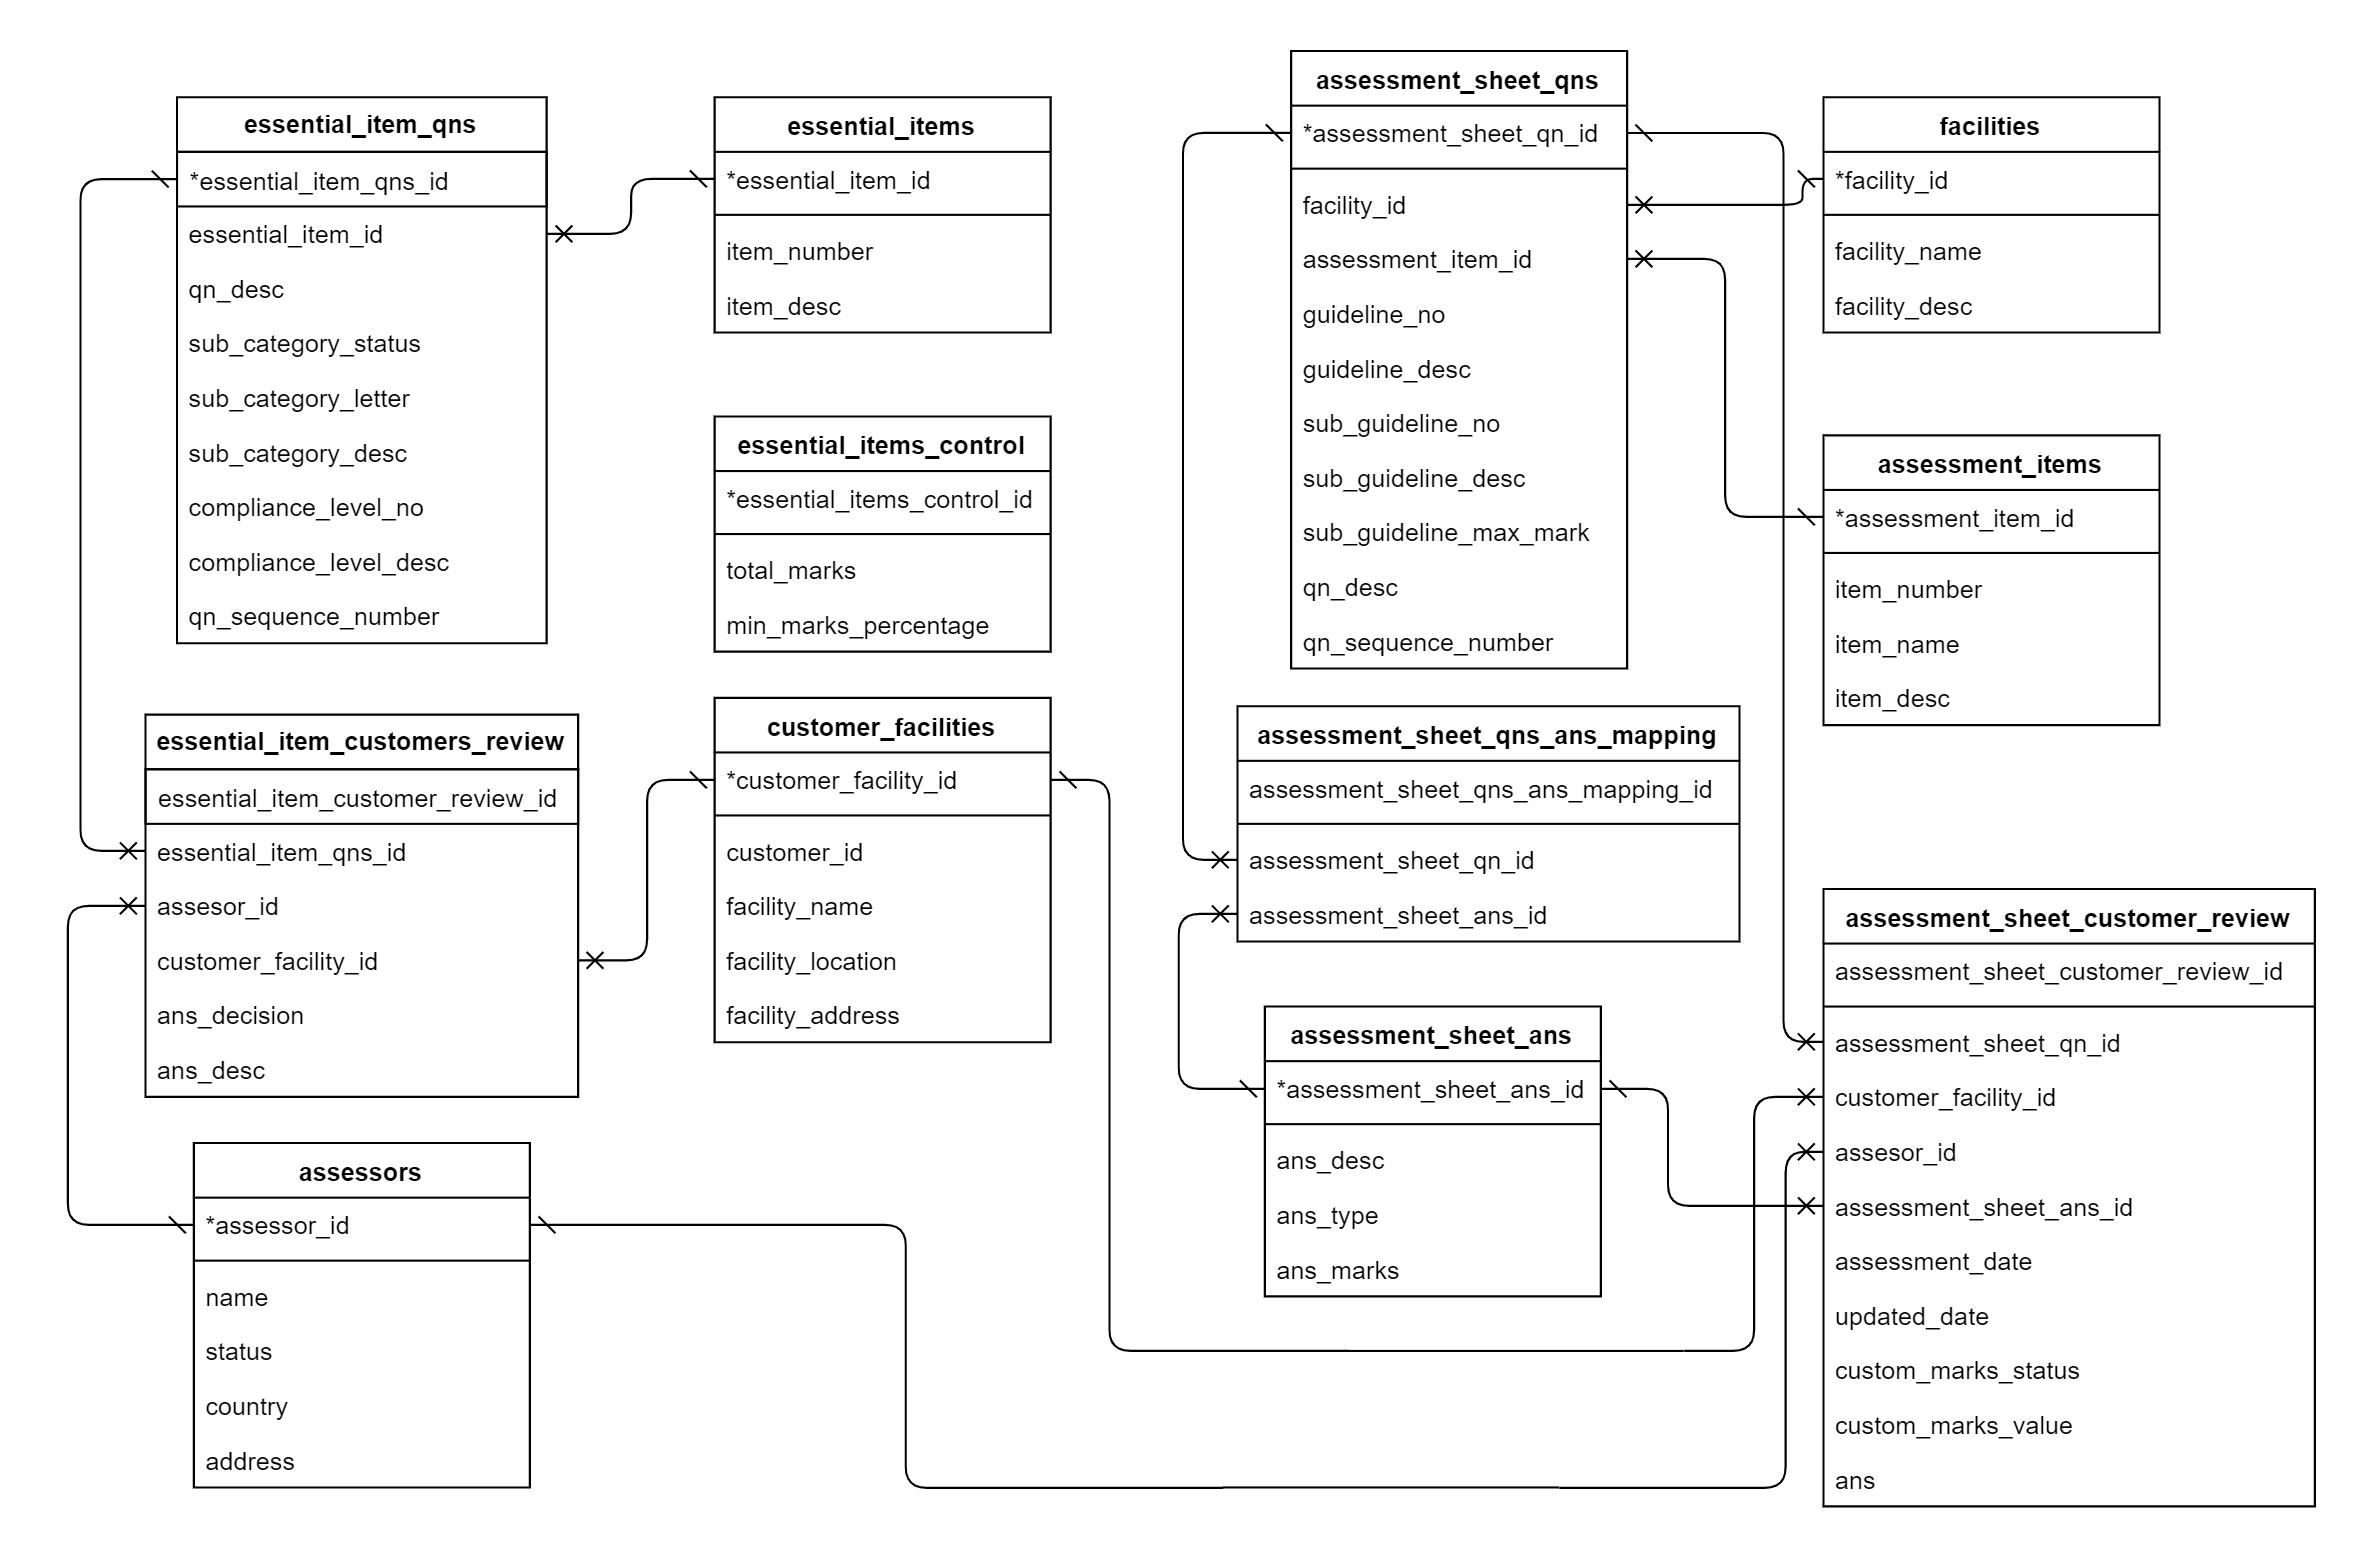 essential_item_qns
*essential_item_qns_id
essential_item_id
qn_desc
sub_category_status
sub_category_letter
sub_category_desc
compliance_level_no
compliance_level_desc
qn_sequence_number
essential_items
*essential_item_id
item_number
item_desc
essential_items_control
*essential_items_control_id
total_marks
min_marks_percentage
essential_item_customers_review
essential_item_customer_review_id
essential_item_qns_id
assesor_id
customer_facility_id
ans_decision
ans_desc
customer_facilities
*customer_facility_id
customer_id
facility_name
facility_location
facility_address
assessors
*assessor_id
name
status
country
address
assessment_sheet_qns
*assessment_sheet_qn_id
facility_id
assessment_item_id
guideline_no
guideline_desc
sub_guideline_no
sub_guideline_desc
sub_guideline_max_mark
qn_desc
qn_sequence_number
facilities
*facility_id
facility_name
facility_desc
assessment_items
*assessment_item_id
item_number
item_name
item_desc
assessment_sheet_qns_ans_mapping
assessment_sheet_qns_ans_mapping_id
assessment_sheet_qn_id
assessment_sheet_ans_id
assessment_sheet_ans
*assessment_sheet_ans_id
ans_desc
ans_type
ans_marks
assessment_sheet_customer_review
assessment_sheet_customer_review_id
assessment_sheet_qn_id
customer_facility_id
assesor_id
assessment_sheet_ans_id
assessment_date
updated_date
custom_marks_status
custom_marks_value
ans